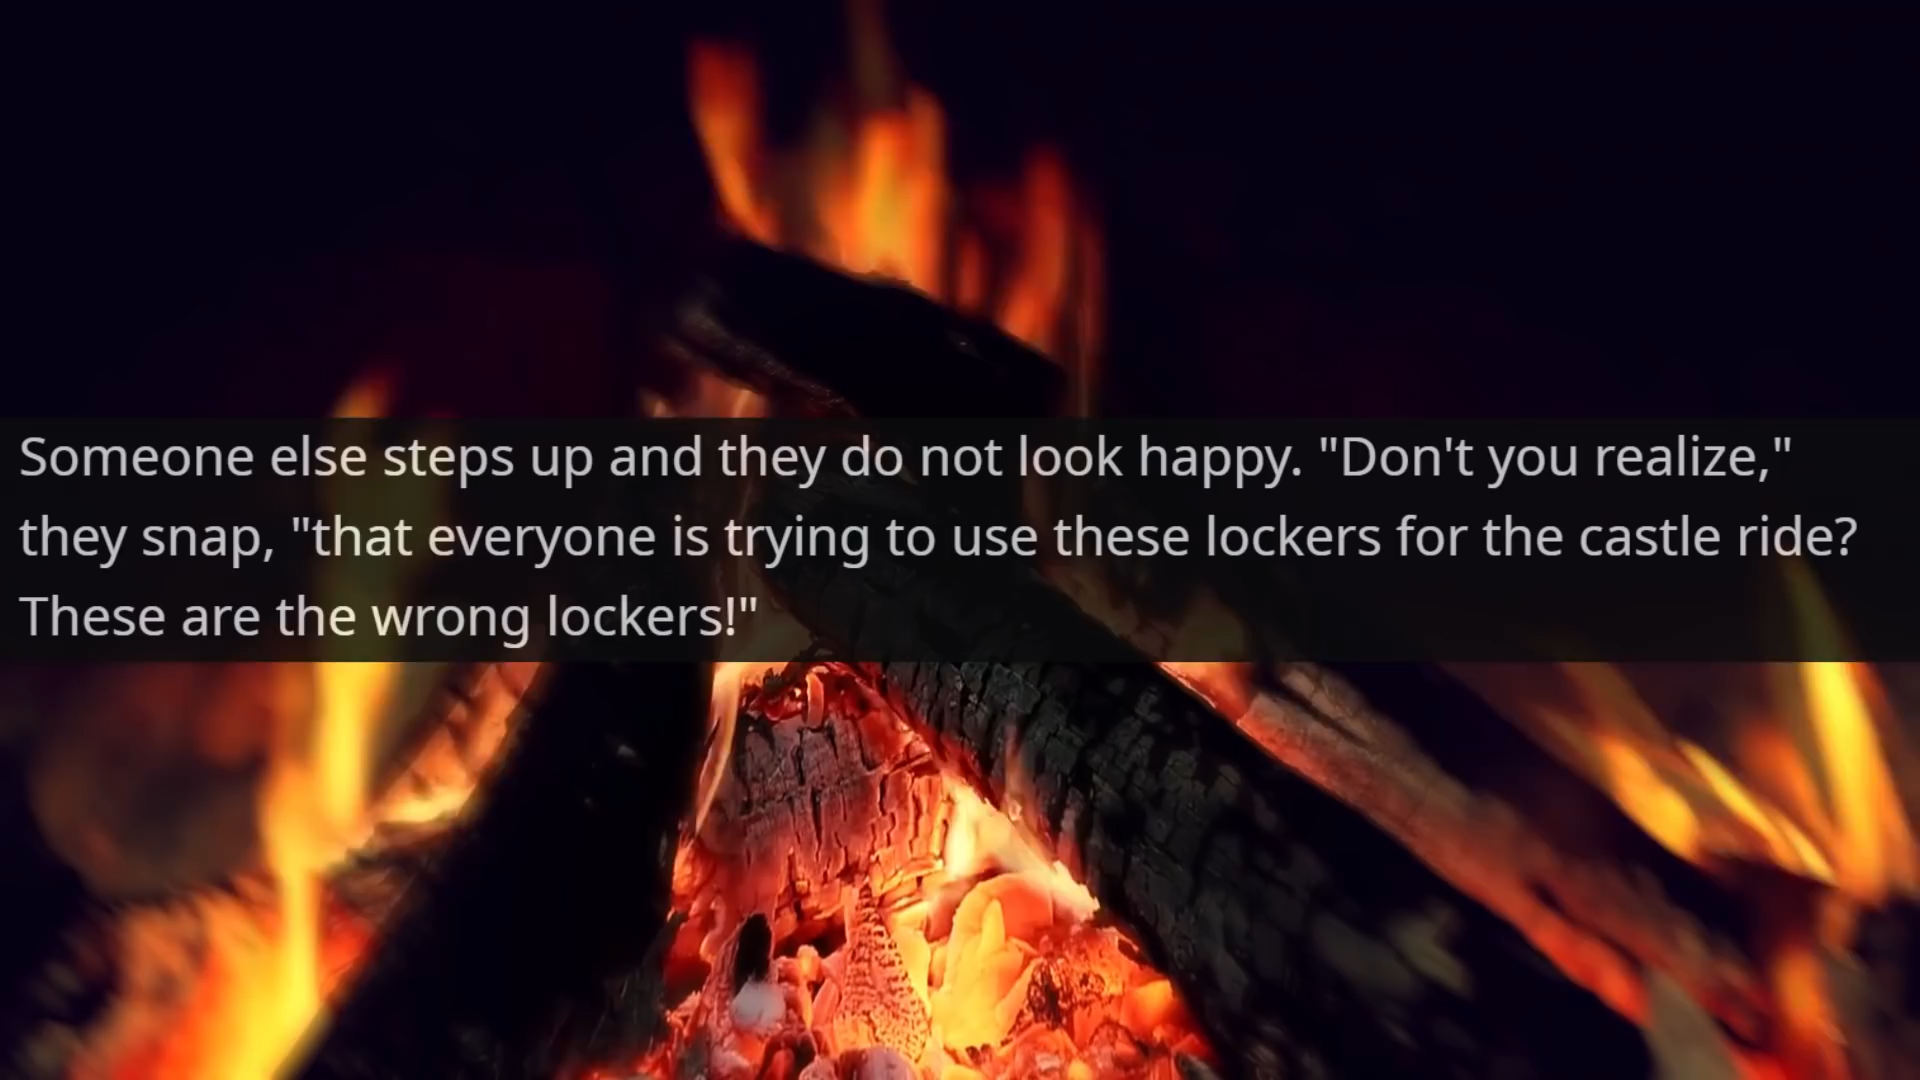 Someone else steps up and they do not look happy. "Don't you realize,"
they snap, "that everyone is trying to use these lockers for the castle ride?
These are the wrong lockers!"